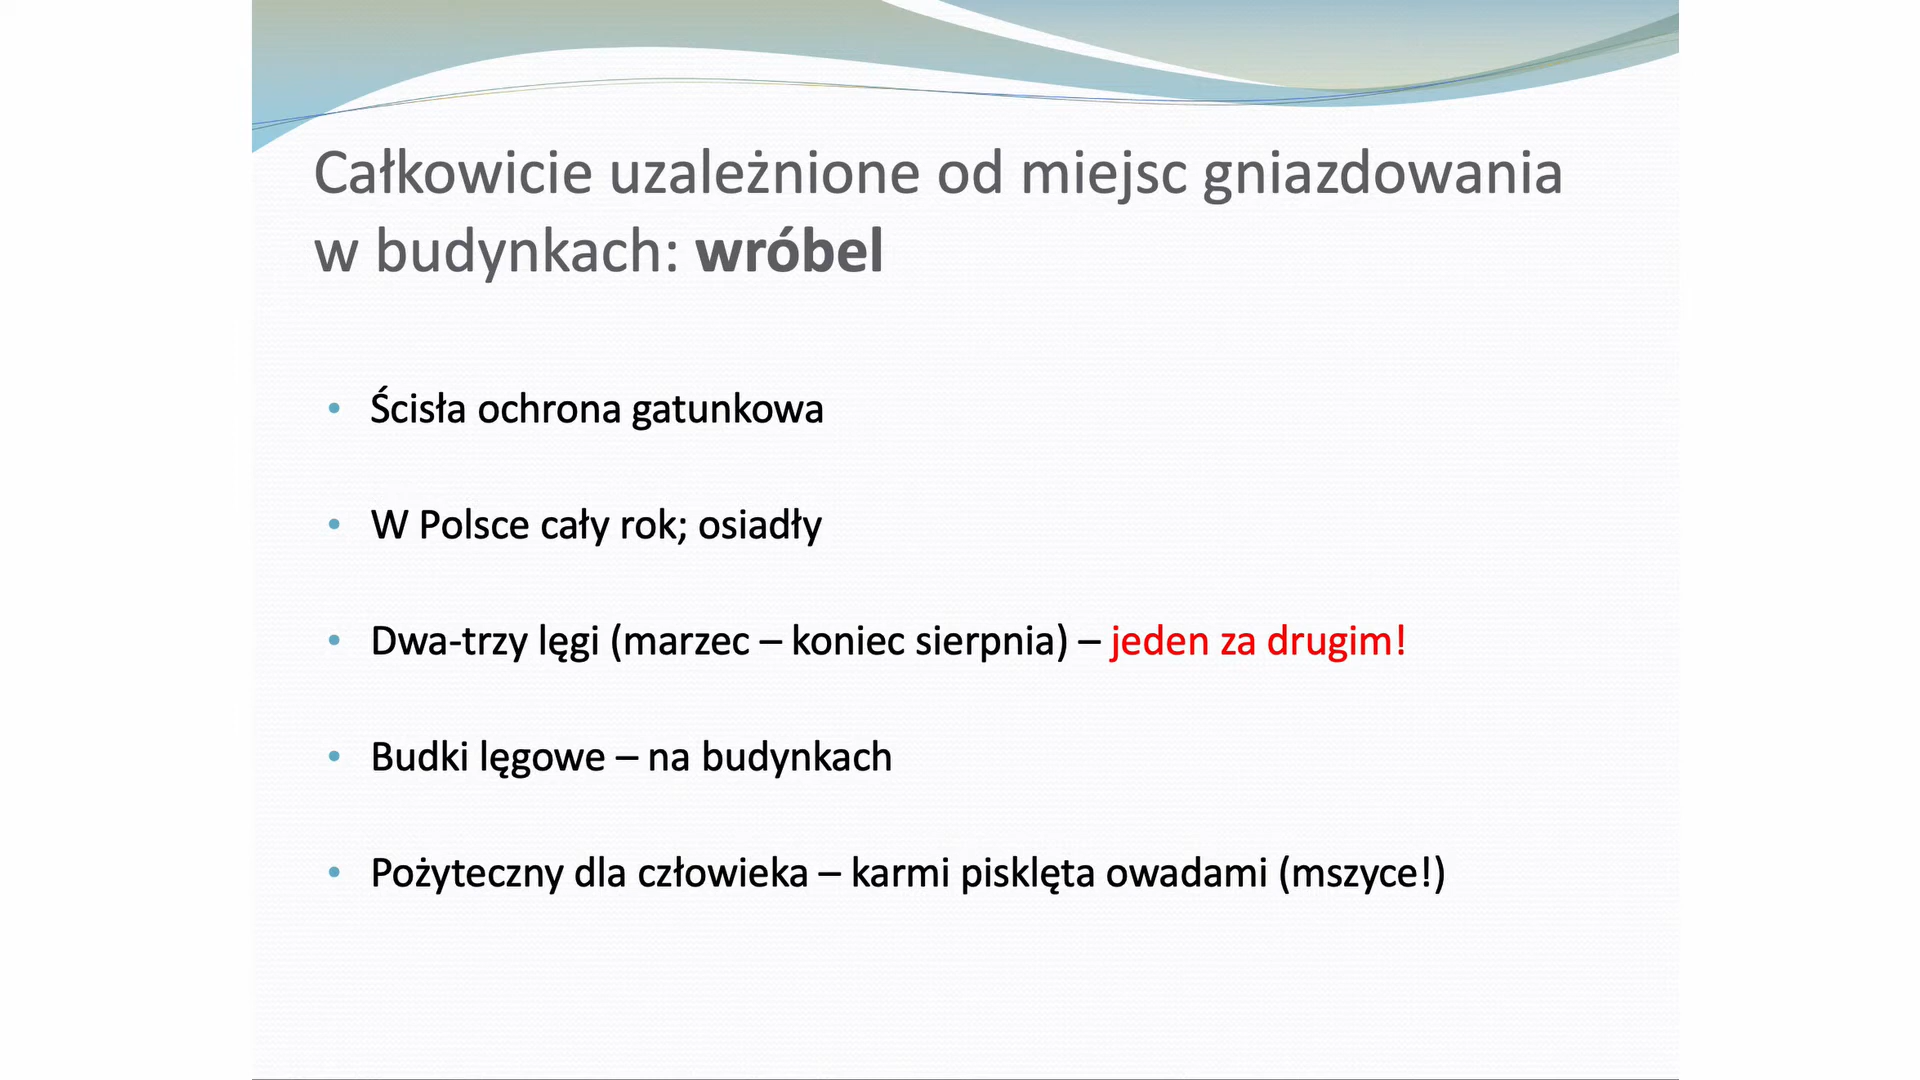 Całkowicie uzależnione od miejsc gniazdowania
w budynkach: wróbel
• Ścisła ochrona gatunkowa
• W Polsce cały rok; osiadły
• Dwa-trzy lęgi (marzec – koniec sierpnia) – jeden za drugim!
• Budki lęgowe – na budynkach
• Pożyteczny dla człowieka – karmi pisklęta owadami (mszyce!)